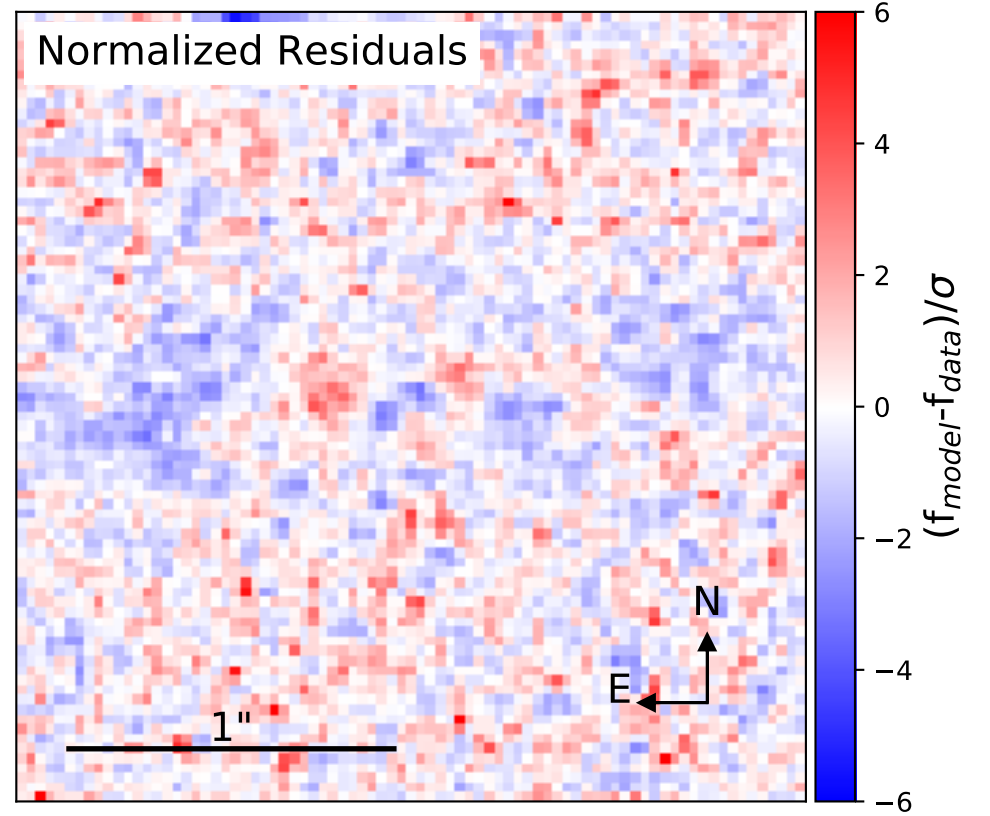 Normalized Residuals
6
4
2
0
−2
−4
−6
(f_model-f_data)/σ
N
E
1"